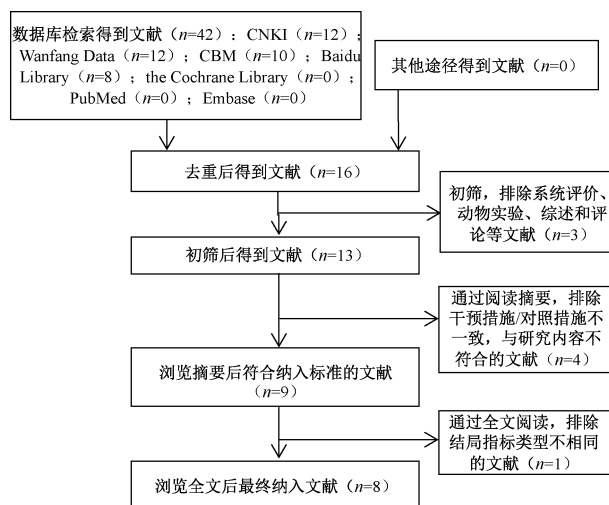 数据库检索得到文献（n=42）：CNKI（12）；
Wanfang Data（12）；CBM（10）；Baidu
Library（8）；the Cochrane Library（0）；
PubMed（0）；Embase（0）
其他途径得到文献（n=0）
去重后得到文献（n=16）
初筛，排除系统评价、
动物实验、综述和评
论等文献（n=3）
初筛后得到文献（n=13）
通过阅读摘要，排除
干预措施/对照措施不
一致，与研究内容不
符合的文献（n=4）
浏览摘要后符合纳入标准的文献
（n=9）
通过全文阅读，排除
结局指标类型不相同
的文献（n=1）
浏览全文后最终纳入文献（n=8）